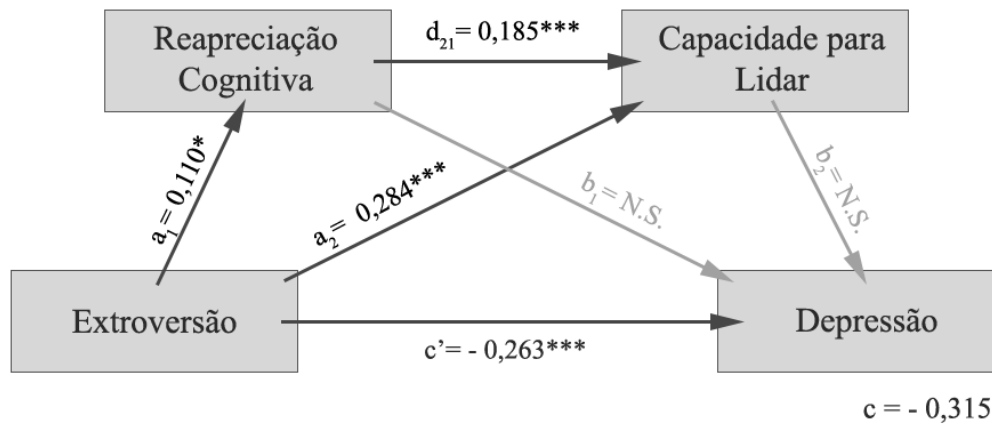 Reapreciação
Cognitiva
d21= 0,185***
Capacidade para
Lidar
a1= 0,110*
a2= 0,284***
b1= N.S.
b2= N.S.
Extroversão
c’= - 0,263***
Depressão
c = - 0,315